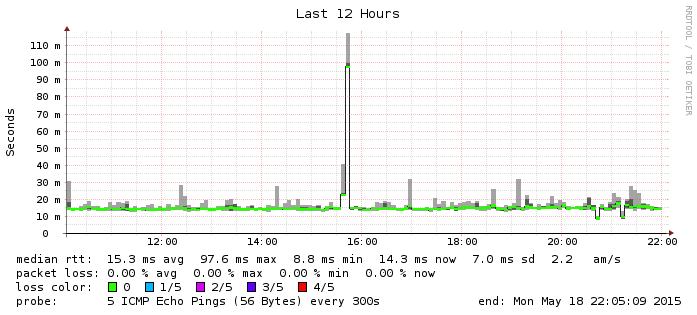 Last 12 Hours
RRDTOOL / TOBI OETIKER
Seconds
110 m
100 m
90 m
80 m
70 m
60 m
50 m
40 m
30 m
20 m
10 m
0
12:00 14:00 16:00 18:00 20:00 22:00
median rtt: 15.3 ms avg 97.6 ms max 8.8 ms min 14.3 ms now 7.0 ms sd 2.2 am/s
packet loss: 0.00 % avg 0.00 % max 0.00 % min 0.00 % now
loss color: 0 1/5 2/5 3/5 4/5
probe: 5 ICMP Echo Pings (56 Bytes) every 300s end: Mon May 18 22:05:09 2015